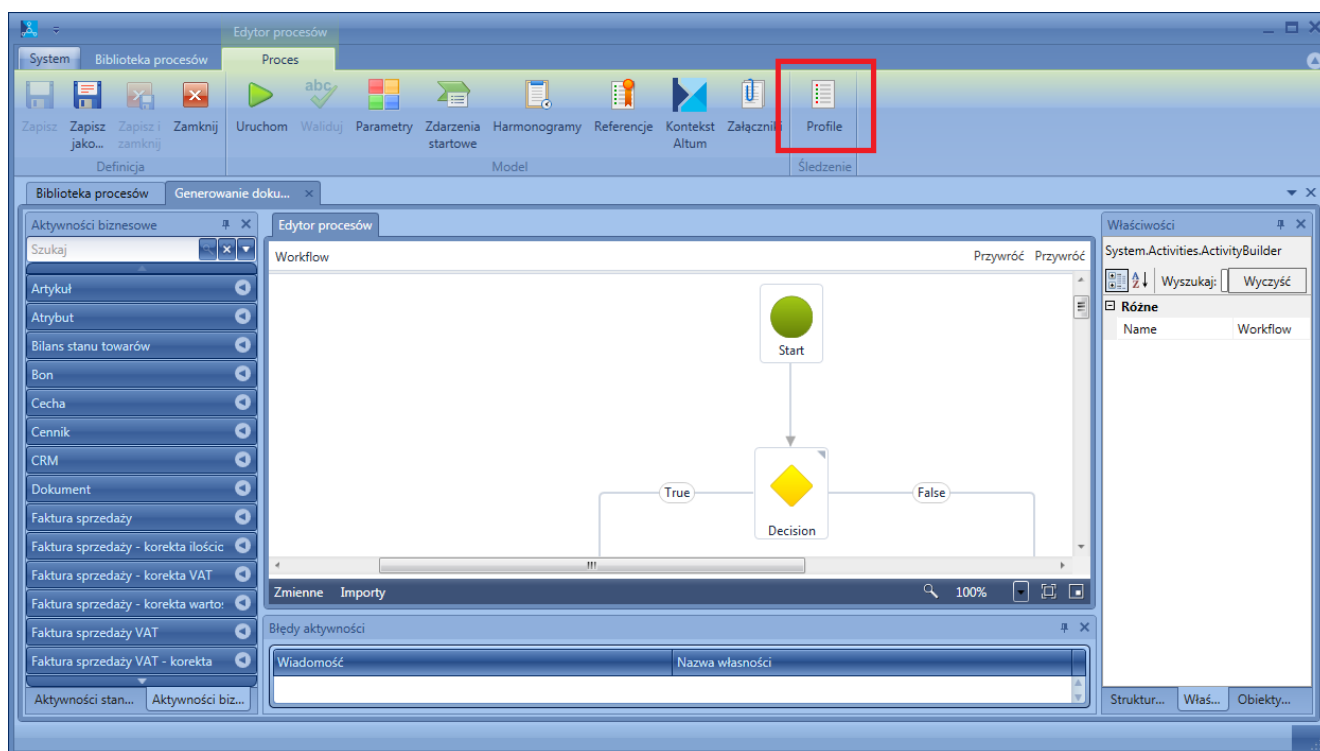 Edytor procesów
System Biblioteka procesów Proces
abc
Zapisz Zapisz jako... Zapisz i zamknij Zamknij Uruchom Waliduj Parametry Zdarzenia startowe Harmonogramy Referencje Kontekst Altum Załączniki Profile
Definicja Model Śledzenie
Biblioteka procesów Generowanie doku...
Aktywności biznesowe
Szukaj
Artykuł
Atrybut
Bilans stanu towarów
Bon
Cecha
Cennik
CRM
Dokument
Faktura sprzedaży
Faktura sprzedaży - korekta ilościc
Faktura sprzedaży - korekta VAT
Faktura sprzedaży - korekta wartoś
Faktura sprzedaży VAT
Faktura sprzedaży VAT - korekta
Aktywności stan... Aktywności biz...
Edytor procesów
Workflow Przywróć Przywróć
Start
Decision
True False
Zmienne Importy 100%
Błędy aktywności
Wiadomość Nazwa własności
Właściwości
System.Activities.ActivityBuilder
Wyszukaj: Wyczyść
Różne
Name Workflow
Struktur... Właś... Obiekty...